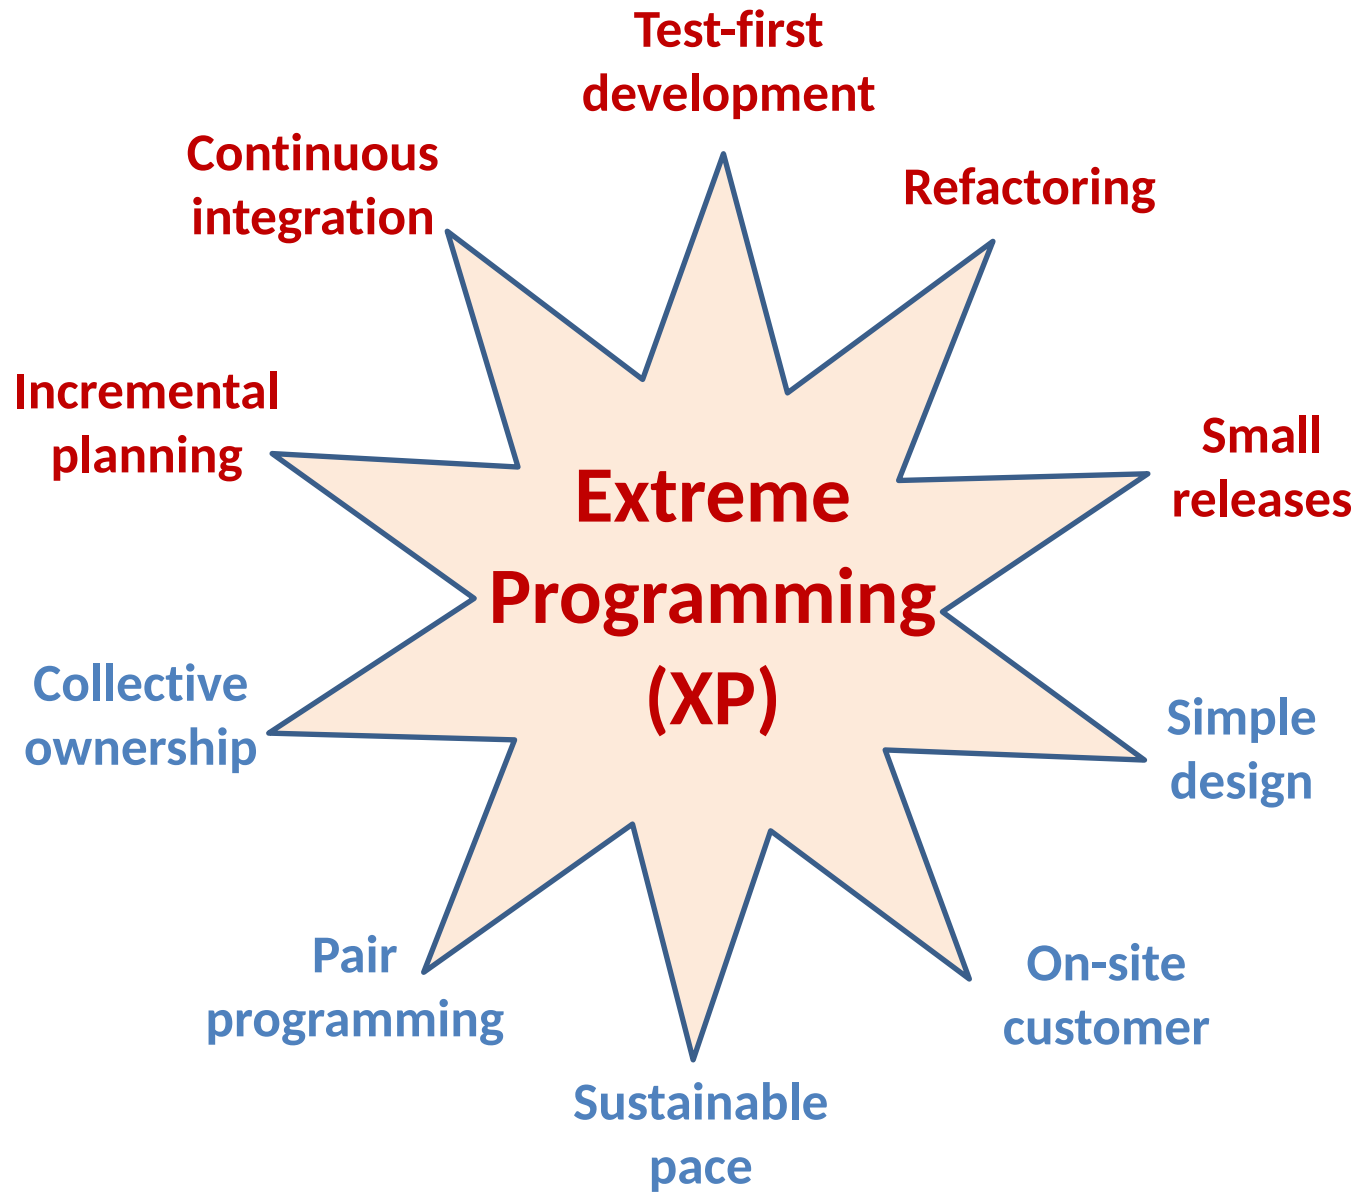 Test-first
development
Continuous
integration
Refactoring
Incremental
planning
Small
releases
Extreme
Programming
(XP)
Collective
ownership
Simple
design
Pair
programming
On-site
customer
Sustainable
pace